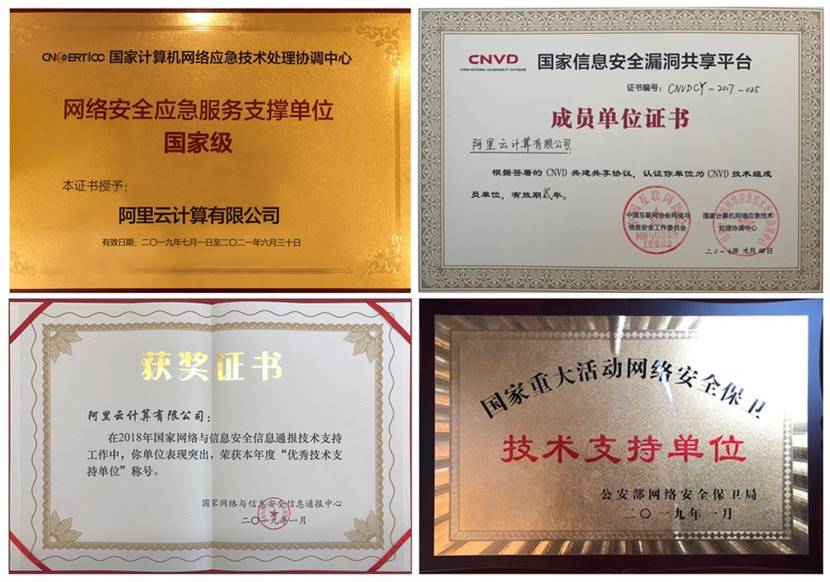 CNCERT/CC 国家计算机网络应急技术处理协调中心
网络安全应急服务支撑单位
国家级
本证书授予：
阿里云计算有限公司
有效日期：二〇一九年七月一日至二〇二一年六月三十日
CNVD 国家信息安全漏洞共享平台
CHINA NATIONAL VULNERABILITY DATABASE
证书编号：CNVDCY-2017-025
成员单位证书
阿里云计算有限公司：
根据签署的 CNVD 共建共享协议，认证你单位为 CNVD 技术组成
员单位，有效期贰年。
中国互联网协会网络与
信息安全工作委员会
国家计算机网络应急技术
处理协调中心
获奖证书
阿里云计算有限公司：
在2018年国家网络与信息安全信息通报技术支持
工作中，你单位表现突出，荣获本年度“优秀技术支
持单位”称号。
国家网络与信息安全信息通报中心
二〇一九年一月
国家重大活动网络安全保卫
技术支持单位
公安部网络安全保卫局
二〇一九年一月